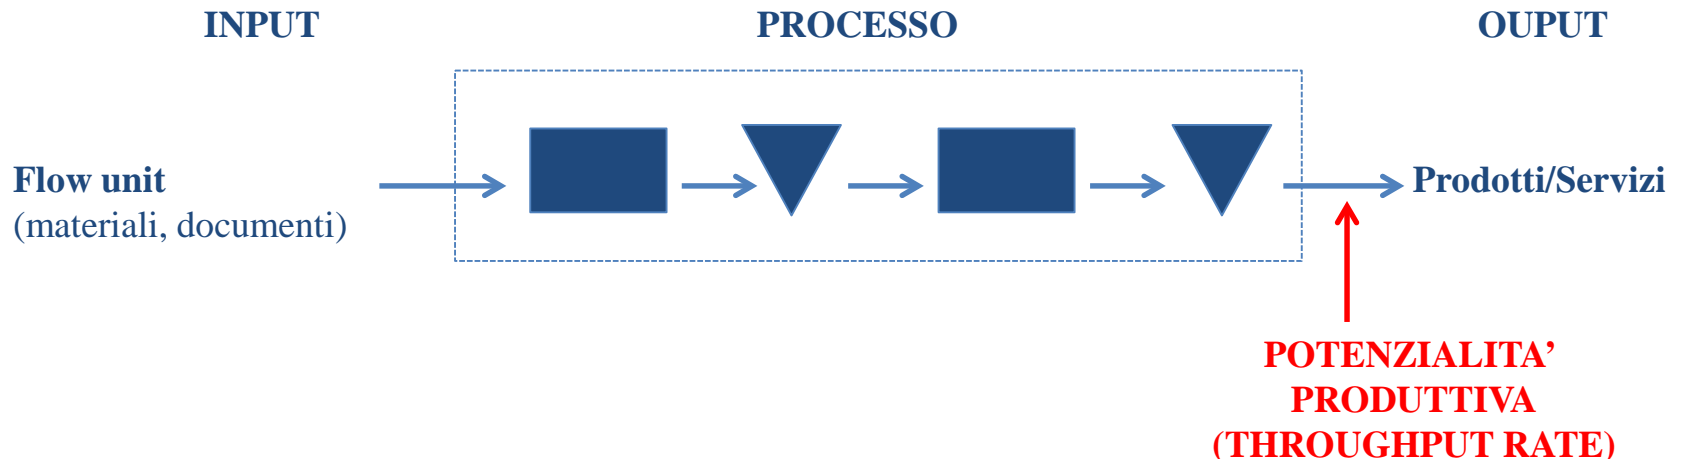 INPUT
PROCESSO
OUPUT
Flow unit
(materiali, documenti)
Prodotti/Servizi
POTENZIALITA’
PRODUTTIVA
(THROUGHPUT RATE)